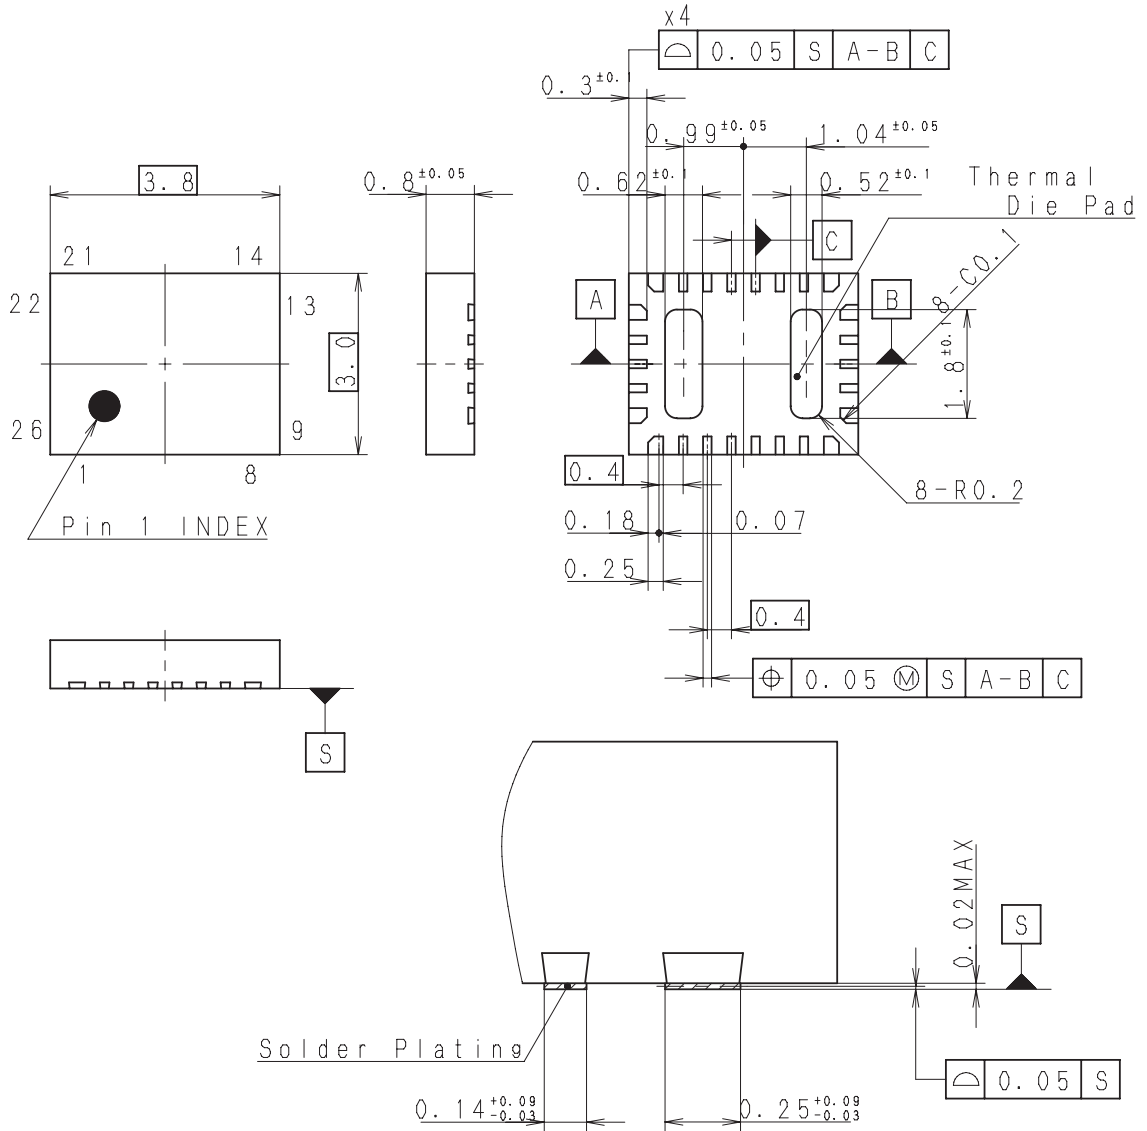 x4
⌓ 0.05 S A-B C
0.3±0.1
0.99±0.05
1.04±0.05
3.8
0.8±0.05
0.62±0.1
0.52±0.1
Thermal
Die Pad
C
21
14
22
13
A
B
8-C0.1
3.0
1.8±0.1
26
9
1
8
0.4
8-R0.2
Pin 1 INDEX
0.18
0.07
0.25
0.4
⌖ 0.05 Ⓜ S A-B C
S
0.02MAX
S
Solder Plating
⌓ 0.05 S
0.14+0.09-0.03
0.25+0.09-0.03